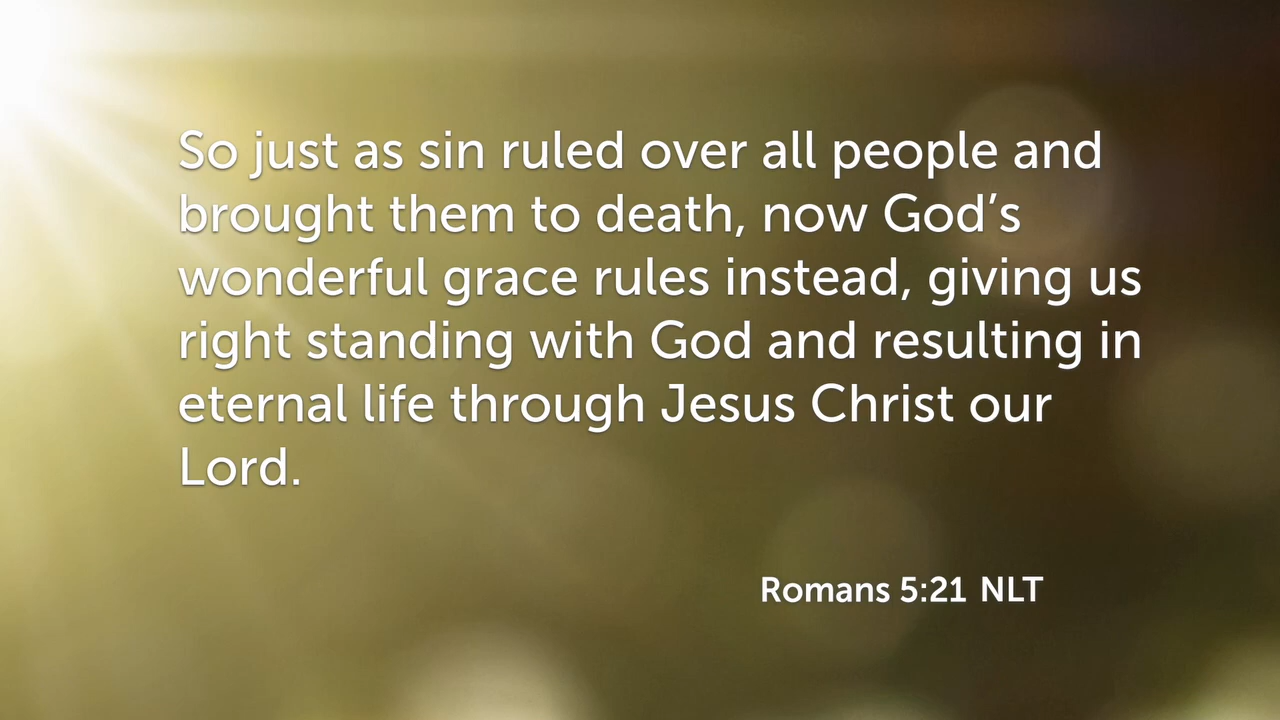 So just as sin ruled over all people and
brought them to death, now God’s
wonderful grace rules instead, giving us
right standing with God and resulting in
eternal life through Jesus Christ our
Lord.
Romans 5:21 NLT